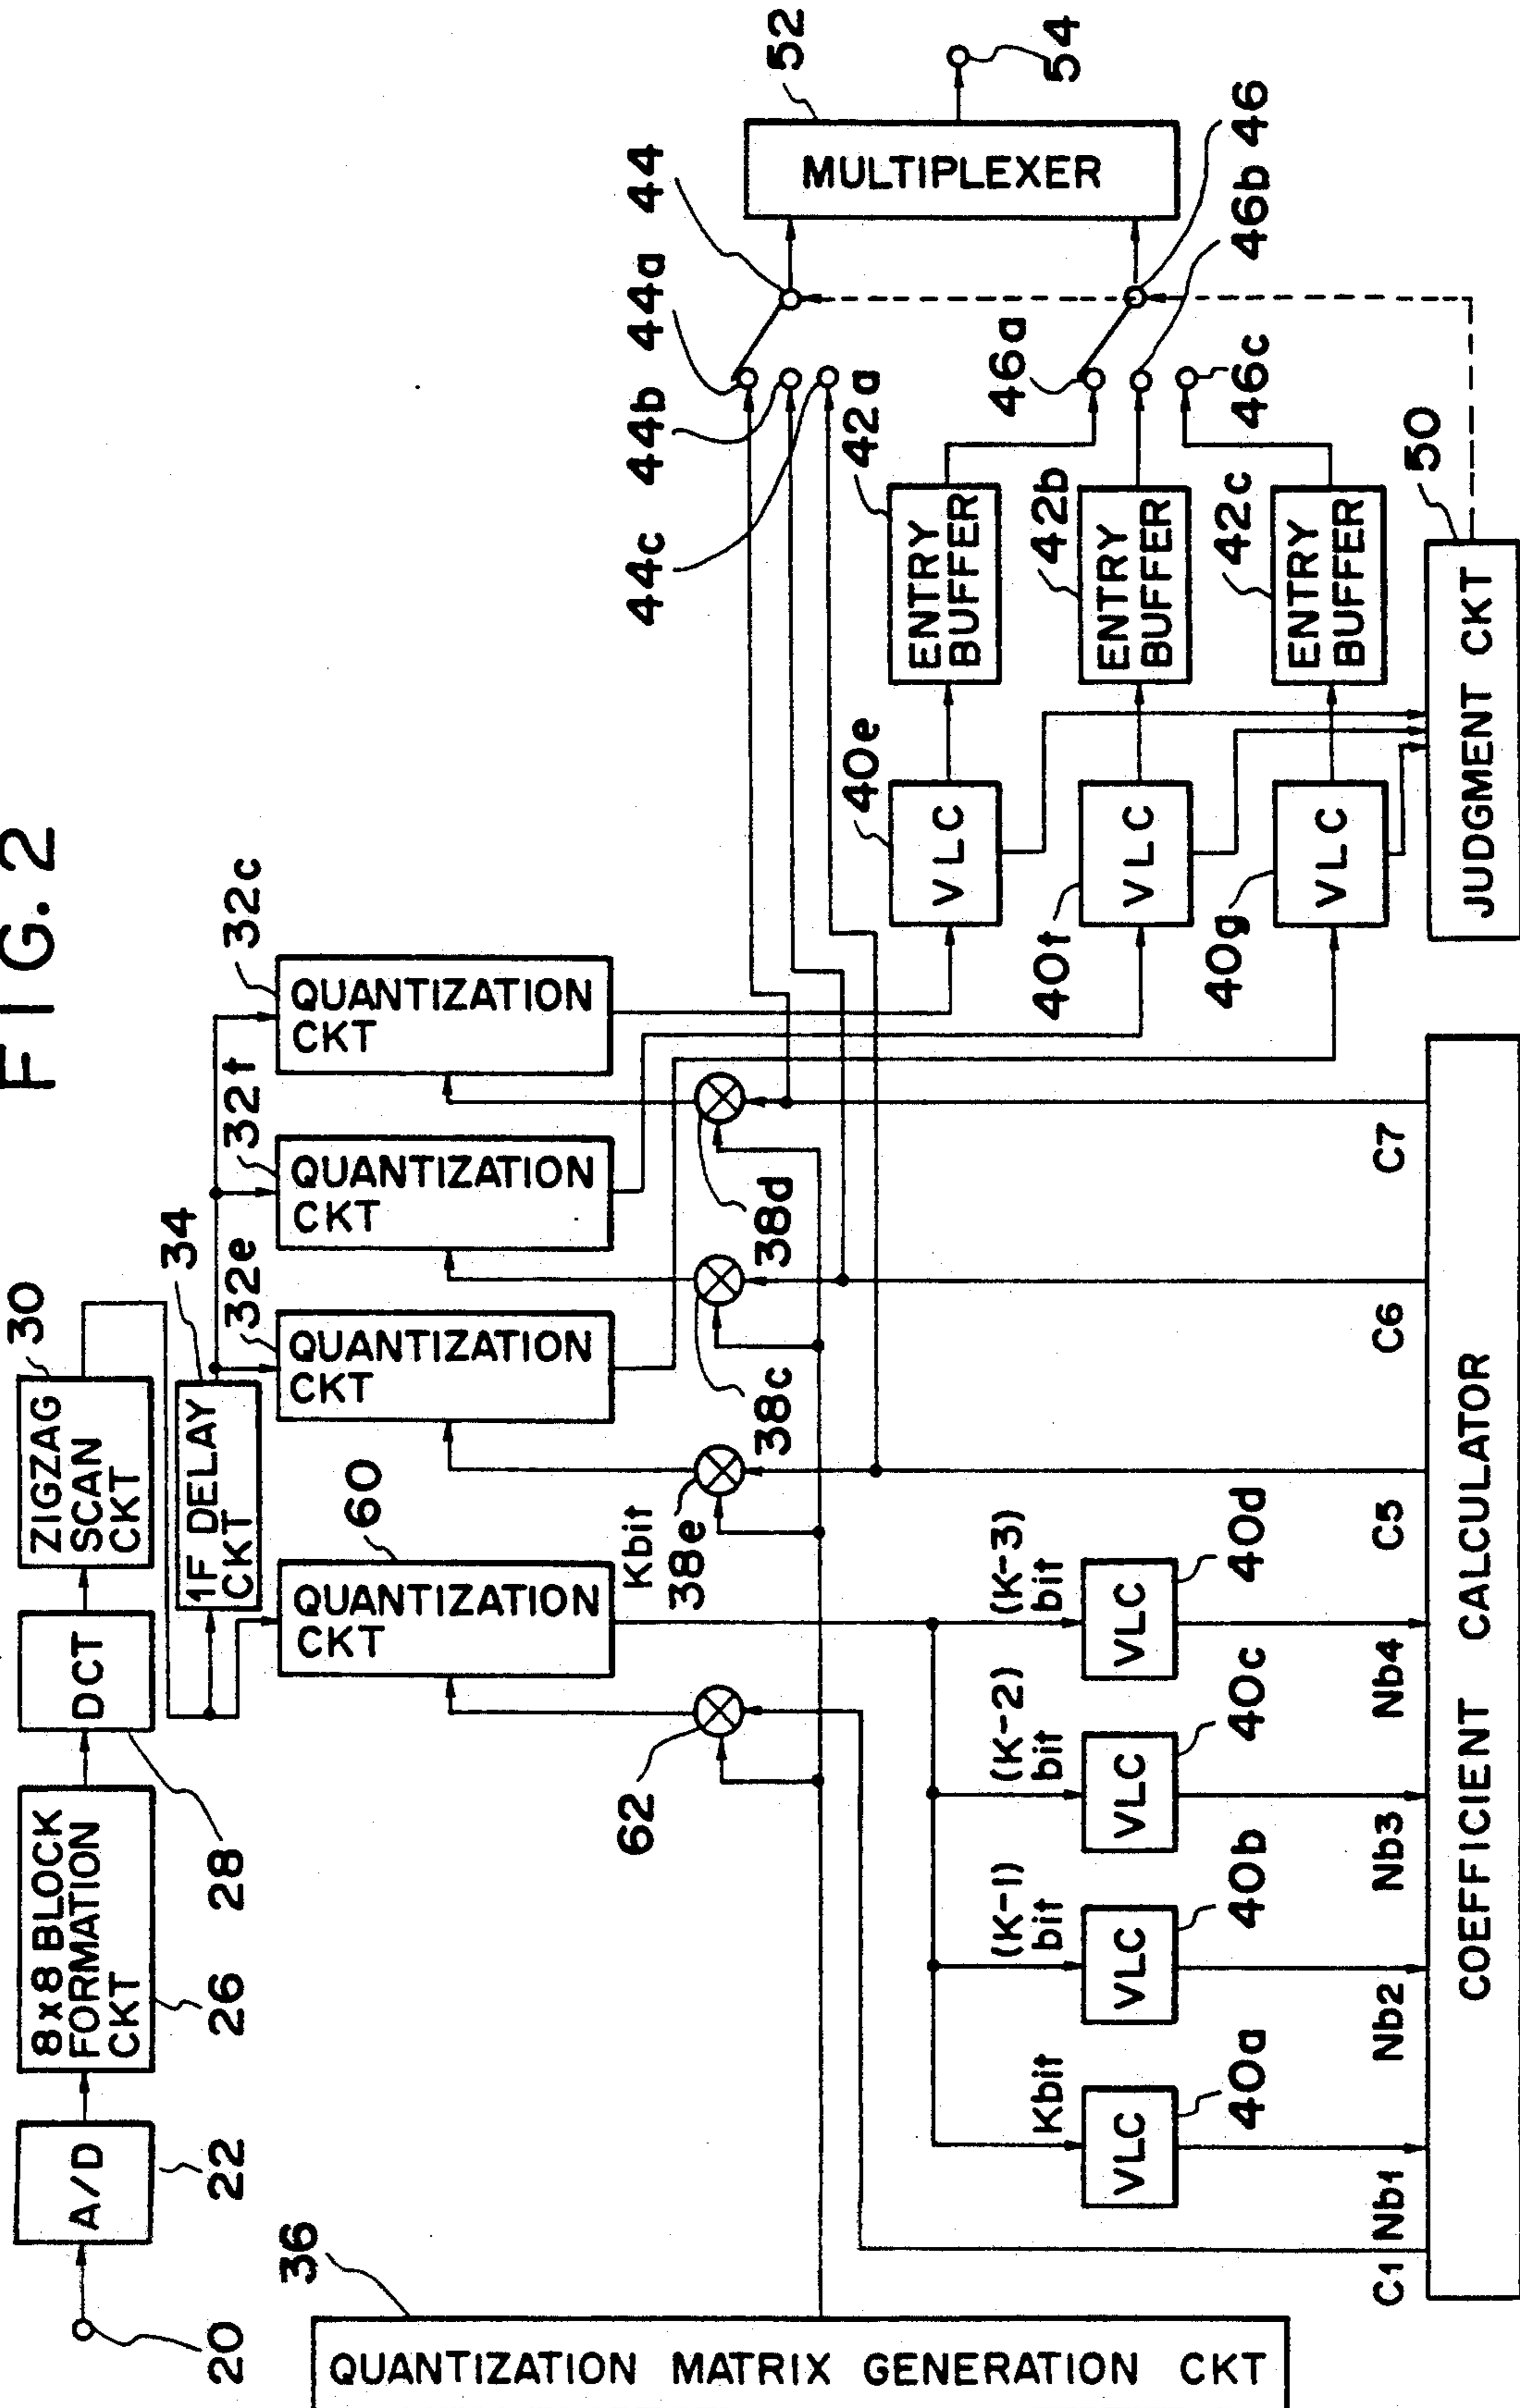 FIG. 2
20
A/D
22
8x8 BLOCK
FORMATION
CKT
26
DCT
28
ZIGZAG
SCAN
CKT
30
1F DELAY
CKT
34
36
QUANTIZATION MATRIX GENERATION CKT
60
QUANTIZATION
CKT
32e
QUANTIZATION
CKT
32f
QUANTIZATION
CKT
32c
QUANTIZATION
CKT
62
Kbit
38e
38c
38d
Kbit
VLC
40a
(K-1)
bit
VLC
40b
(K-2)
bit
VLC
40c
(K-3)
bit
VLC
40d
C1
Nb1
Nb2
Nb3
Nb4
C5
C6
C7
COEFFICIENT CALCULATOR
40e
VLC
40f
VLC
40g
VLC
42a
ENTRY
BUFFER
42b
ENTRY
BUFFER
42c
ENTRY
BUFFER
JUDGMENT CKT
50
44c
44b
44a
44
46a
46c
46b
46
MULTIPLEXER
52
54